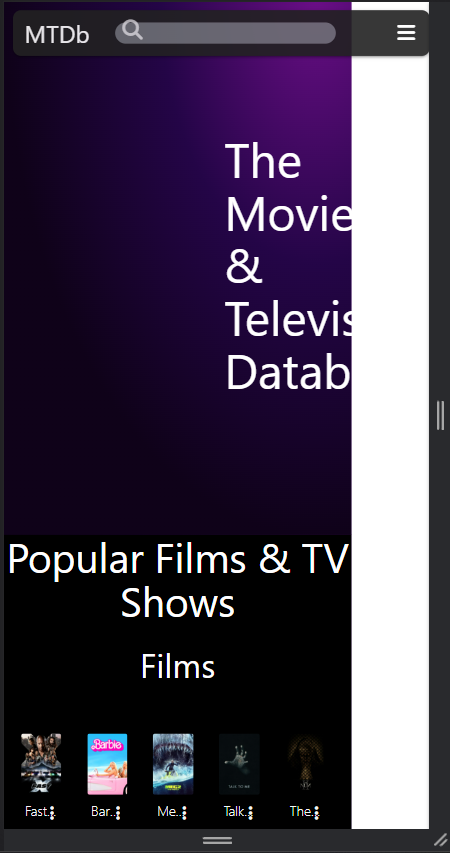 MTDb
The
Movie
&
Televis
Datab
Popular Films & TV
Shows
Films
Barbie
Fast..
Bar..
Me..
Talk..
The..